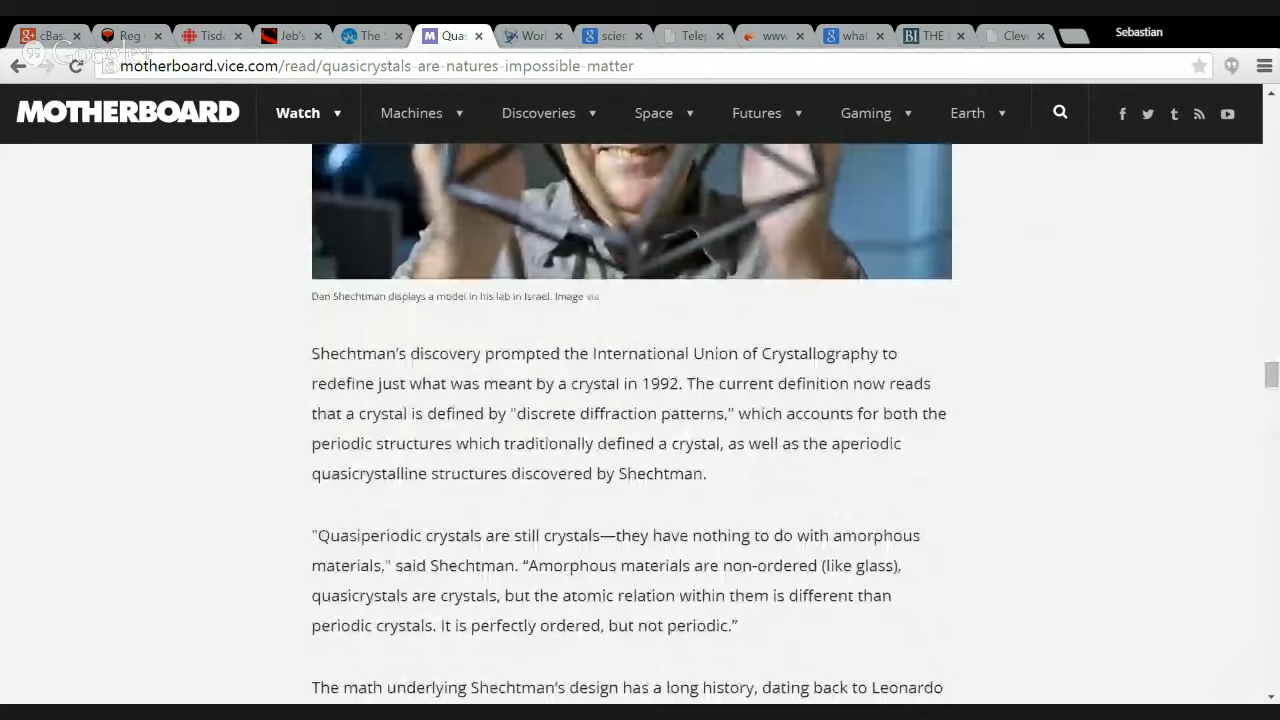 cBas
Reg
Tisda
Jeb's
The S
Quas
Worl
scien
Telep
www
what
THE
Clev
Sebastian
Google+
motherboard.vice.com/read/quasicrystals-are-natures-impossible-matter
MOTHERBOARD
Watch
Machines
Discoveries
Space
Futures
Gaming
Earth
Dan Shechtman displays a model in his lab in Israel. Image via
Shechtman's discovery prompted the International Union of Crystallography to
redefine just what was meant by a crystal in 1992. The current definition now reads
that a crystal is defined by "discrete diffraction patterns," which accounts for both the
periodic structures which traditionally defined a crystal, as well as the aperiodic
quasicrystalline structures discovered by Shechtman.
"Quasiperiodic crystals are still crystals—they have nothing to do with amorphous
materials," said Shechtman. “Amorphous materials are non-ordered (like glass),
quasicrystals are crystals, but the atomic relation within them is different than
periodic crystals. It is perfectly ordered, but not periodic.”
The math underlying Shechtman's design has a long history, dating back to Leonardo